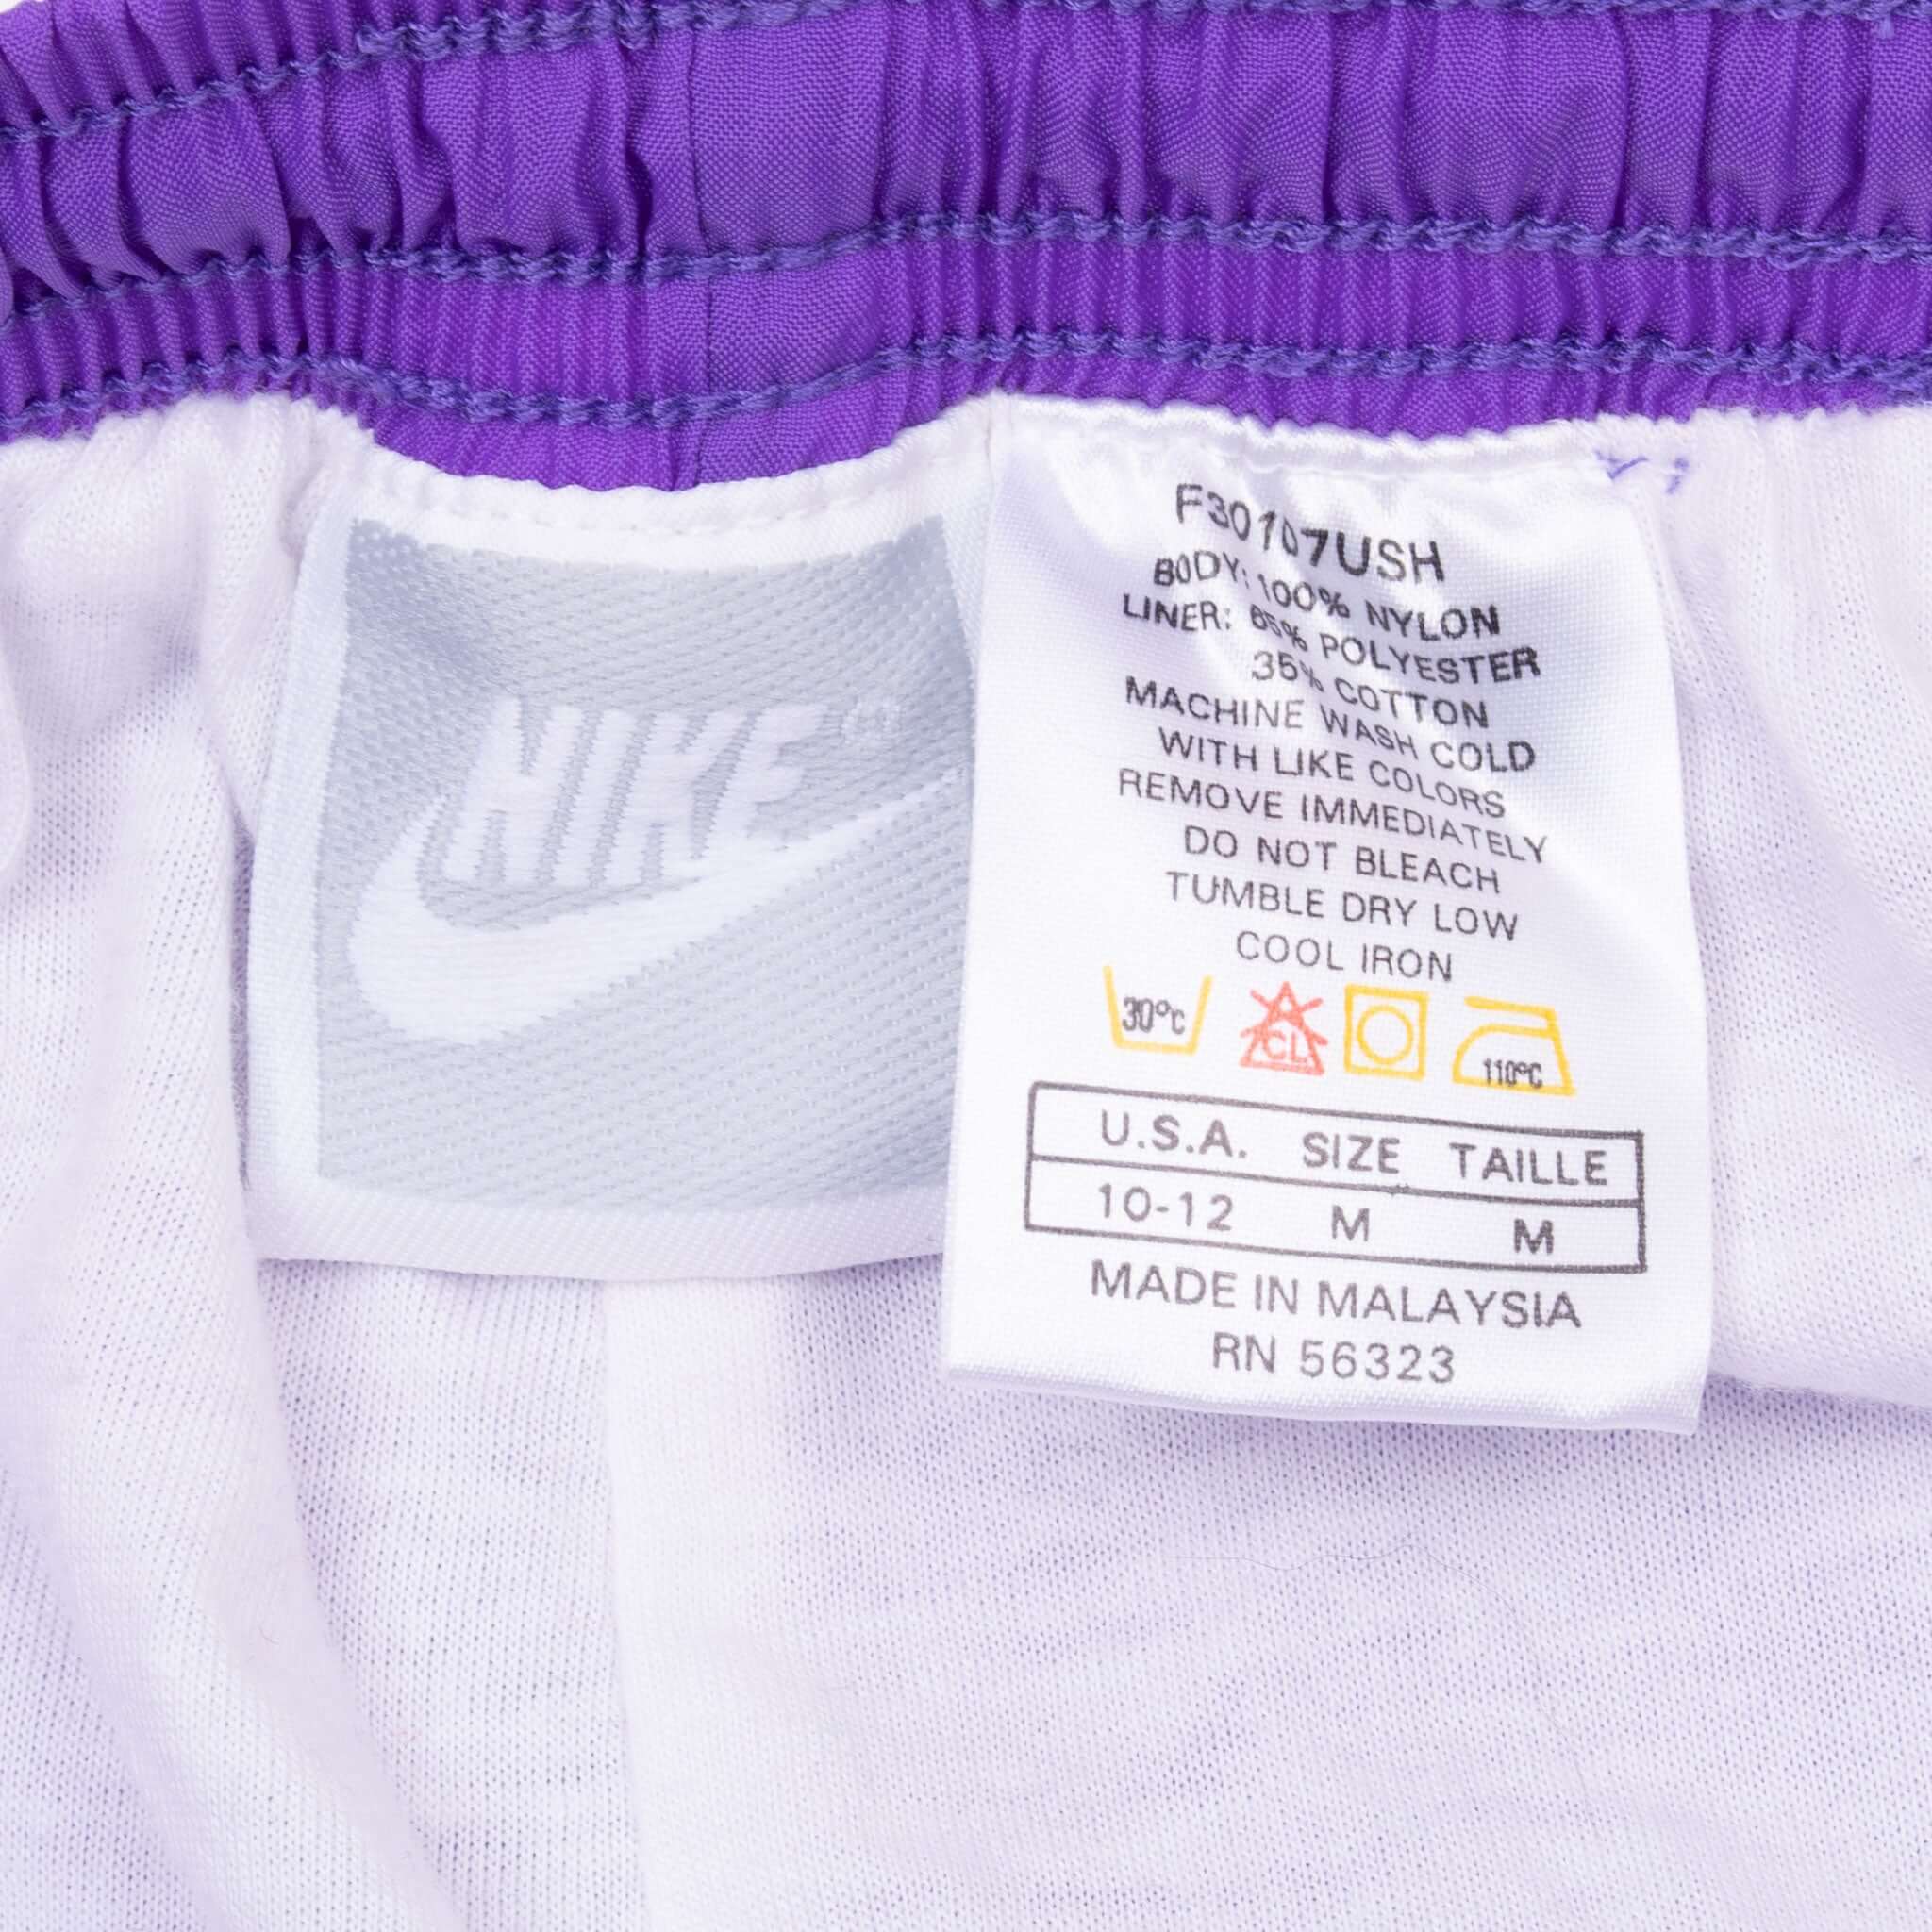 NIKE®
F30107USH
BODY: 100% NYLON
LINER: 65% POLYESTER
35% COTTON
MACHINE WASH COLD
WITH LIKE COLORS
REMOVE IMMEDIATELY
DO NOT BLEACH
TUMBLE DRY LOW
COOL IRON
30°C CL 110°C
U.S.A. SIZE TAILLE
10-12 M M
MADE IN MALAYSIA
RN 56323